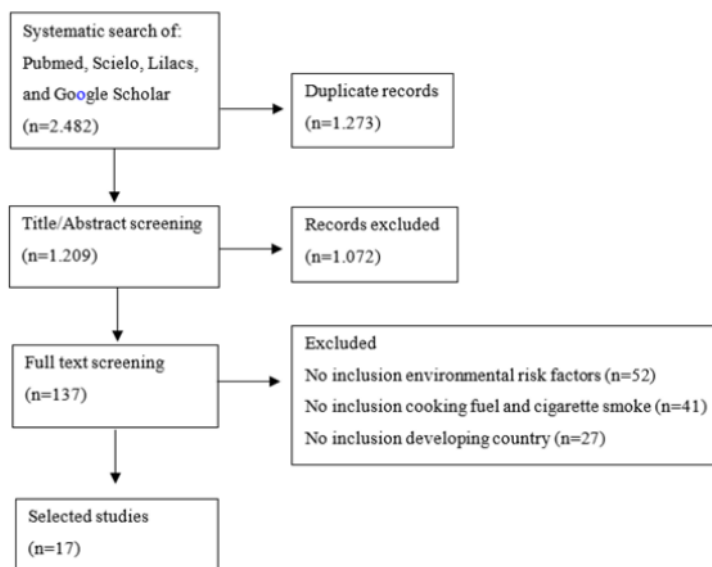 Systematic search of:
Pubmed, Scielo, Lilacs,
and Google Scholar
(n=2.482)
Duplicate records
(n=1.273)
Title/Abstract screening
(n=1.209)
Records excluded
(n=1.072)
Full text screening
(n=137)
Excluded
No inclusion environmental risk factors (n=52)
No inclusion cooking fuel and cigarette smoke (n=41)
No inclusion developing country (n=27)
Selected studies
(n=17)